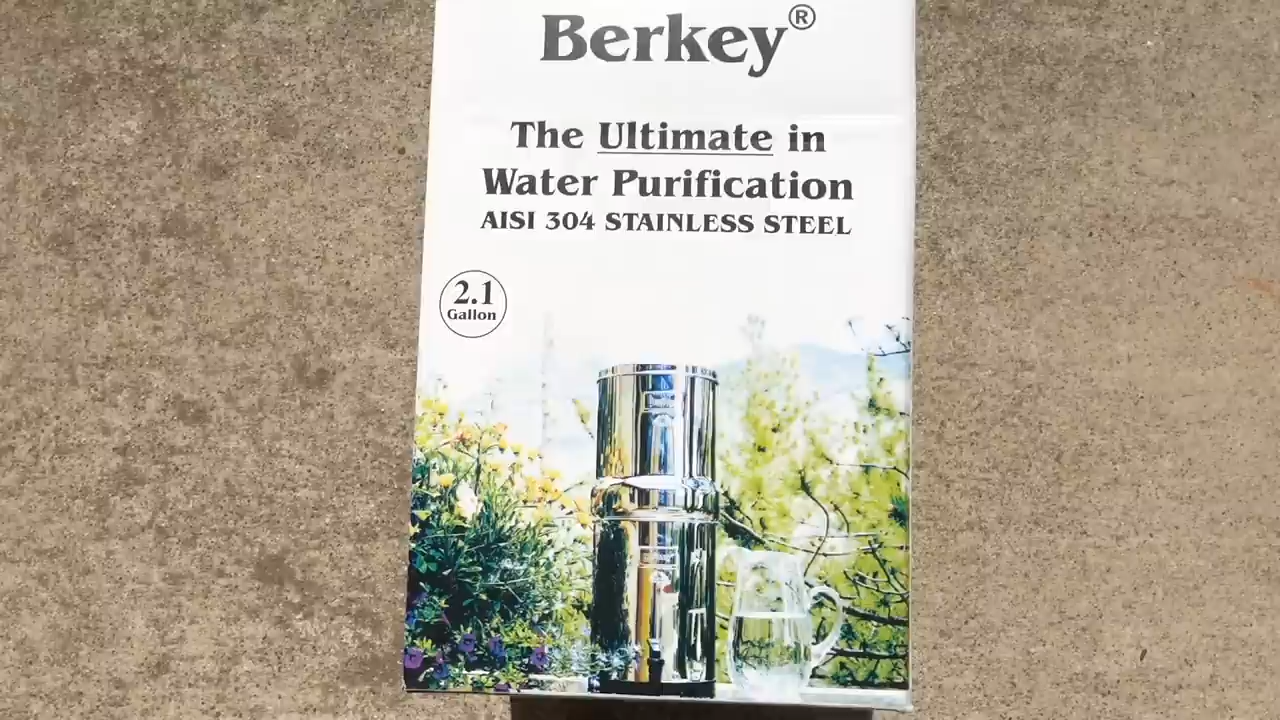 Berkey®
The Ultimate in
Water Purification
AISI 304 STAINLESS STEEL
2.1
Gallon